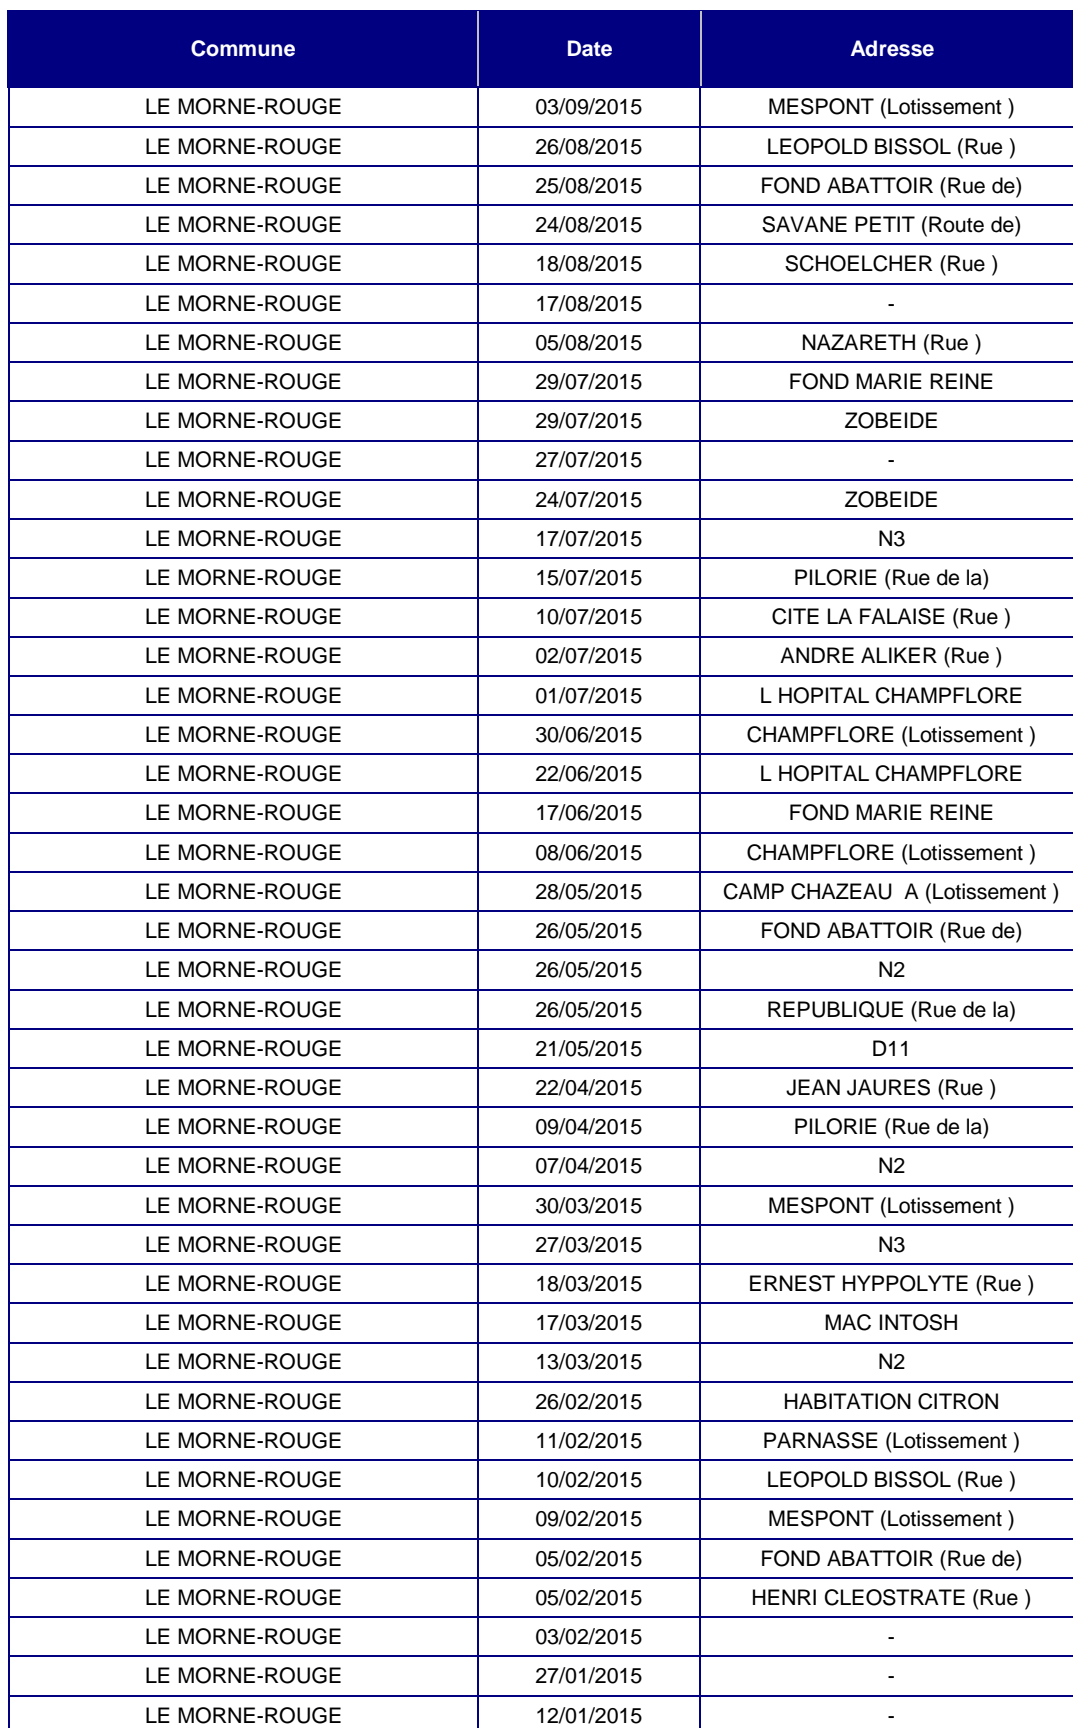 Commune Date Adresse
LE MORNE-ROUGE 03/09/2015 MESPONT (Lotissement )
LE MORNE-ROUGE 26/08/2015 LEOPOLD BISSOL (Rue )
LE MORNE-ROUGE 25/08/2015 FOND ABATTOIR (Rue de)
LE MORNE-ROUGE 24/08/2015 SAVANE PETIT (Route de)
LE MORNE-ROUGE 18/08/2015 SCHOELCHER (Rue )
LE MORNE-ROUGE 17/08/2015 -
LE MORNE-ROUGE 05/08/2015 NAZARETH (Rue )
LE MORNE-ROUGE 29/07/2015 FOND MARIE REINE
LE MORNE-ROUGE 29/07/2015 ZOBEIDE
LE MORNE-ROUGE 27/07/2015 -
LE MORNE-ROUGE 24/07/2015 ZOBEIDE
LE MORNE-ROUGE 17/07/2015 N3
LE MORNE-ROUGE 15/07/2015 PILORIE (Rue de la)
LE MORNE-ROUGE 10/07/2015 CITE LA FALAISE (Rue )
LE MORNE-ROUGE 02/07/2015 ANDRE ALIKER (Rue )
LE MORNE-ROUGE 01/07/2015 L HOPITAL CHAMPFLORE
LE MORNE-ROUGE 30/06/2015 CHAMPFLORE (Lotissement )
LE MORNE-ROUGE 22/06/2015 L HOPITAL CHAMPFLORE
LE MORNE-ROUGE 17/06/2015 FOND MARIE REINE
LE MORNE-ROUGE 08/06/2015 CHAMPFLORE (Lotissement )
LE MORNE-ROUGE 28/05/2015 CAMP CHAZEAU  A (Lotissement )
LE MORNE-ROUGE 26/05/2015 FOND ABATTOIR (Rue de)
LE MORNE-ROUGE 26/05/2015 N2
LE MORNE-ROUGE 26/05/2015 REPUBLIQUE (Rue de la)
LE MORNE-ROUGE 21/05/2015 D11
LE MORNE-ROUGE 22/04/2015 JEAN JAURES (Rue )
LE MORNE-ROUGE 09/04/2015 PILORIE (Rue de la)
LE MORNE-ROUGE 07/04/2015 N2
LE MORNE-ROUGE 30/03/2015 MESPONT (Lotissement )
LE MORNE-ROUGE 27/03/2015 N3
LE MORNE-ROUGE 18/03/2015 ERNEST HYPPOLYTE (Rue )
LE MORNE-ROUGE 17/03/2015 MAC INTOSH
LE MORNE-ROUGE 13/03/2015 N2
LE MORNE-ROUGE 26/02/2015 HABITATION CITRON
LE MORNE-ROUGE 11/02/2015 PARNASSE (Lotissement )
LE MORNE-ROUGE 10/02/2015 LEOPOLD BISSOL (Rue )
LE MORNE-ROUGE 09/02/2015 MESPONT (Lotissement )
LE MORNE-ROUGE 05/02/2015 FOND ABATTOIR (Rue de)
LE MORNE-ROUGE 05/02/2015 HENRI CLEOSTRATE (Rue )
LE MORNE-ROUGE 03/02/2015 -
LE MORNE-ROUGE 27/01/2015 -
LE MORNE-ROUGE 12/01/2015 -